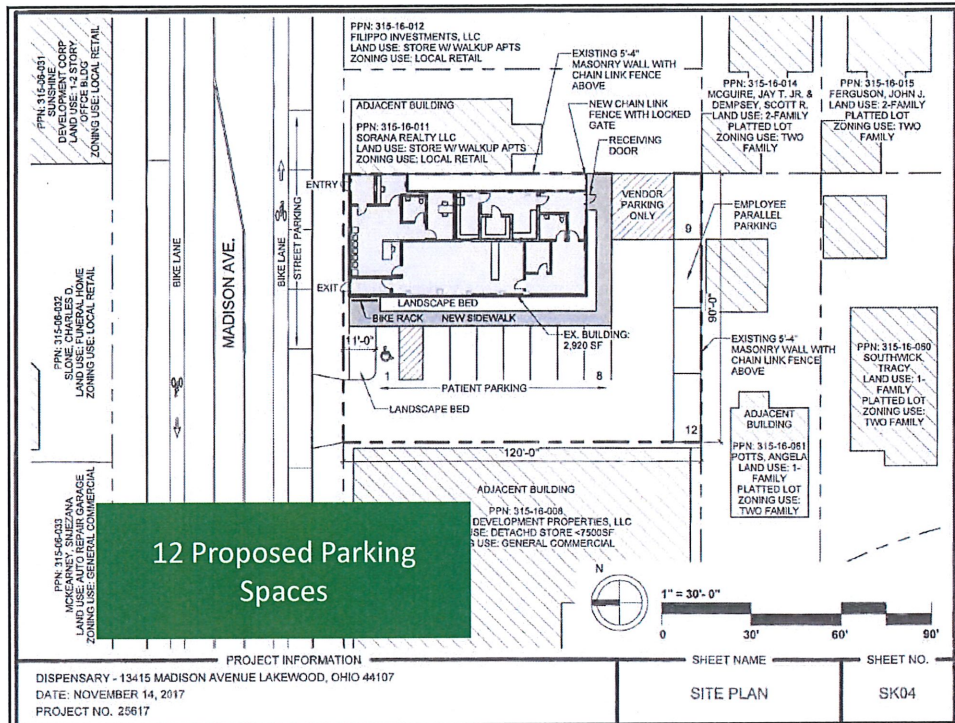 PPN: 315-06-031
SUNSHINE
DEVELOPMENT CORP
LAND USE: 1-2 STORY
OFFCE BLDG
ZONING USE: LOCAL RETAIL
PPN: 315-06-032
SLONE, CHARLES D.
LAND USE: FUNERAL HOME
ZONING USE: LOCAL RETAIL
PPN: 315-06-033
MCKEARNEY, SNJEZANA
LAND USE: AUTO REPAIR GARAGE
ZONING USE: GENERAL COMMERCIAL
BIKE LANE
MADISON AVE.
BIKE LANE
STREET PARKING
PPN: 315-16-012
FILIPPO INVESTMENTS, LLC
LAND USE: STORE W/ WALKUP APTS
ZONING USE: LOCAL RETAIL
ADJACENT BUILDING
PPN: 315-16-011
SORANA REALTY LLC
LAND USE: STORE W/ WALKUP APTS
ZONING USE: LOCAL RETAIL
EXISTING 5'-4"
MASONRY WALL WITH
CHAIN LINK FENCE
ABOVE
NEW CHAIN LINK
FENCE WITH LOCKED
GATE
RECEIVING
DOOR
PPN: 315-16-014
MCGUIRE, JAY T. JR. &
DEMPSEY, SCOTT R.
LAND USE: 2-FAMILY
PLATTED LOT
ZONING USE: TWO
FAMILY
PPN: 315-16-015
FERGUSON, JOHN J.
LAND USE: 2-FAMILY
PLATTED LOT
ZONING USE: TWO
FAMILY
ENTRY
VENDOR
PARKING
ONLY
9
EMPLOYEE
PARALLEL
PARKING
90'-0"
EXIT
LANDSCAPE BED
BIKE RACK
NEW SIDEWALK
EX. BUILDING:
2,920 SF
11'-0"
1
8
PATIENT PARKING
LANDSCAPE BED
12
120'-0"
EXISTING 5'-4"
MASONRY WALL WITH
CHAIN LINK FENCE
ABOVE
PPN: 315-16-060
SOUTHWICK
TRACY
LAND USE: 1-
FAMILY
PLATTED LOT
ZONING USE:
TWO FAMILY
ADJACENT
BUILDING
PPN: 315-16-061
POTTS, ANGELA
LAND USE: 1-
FAMILY
PLATTED LOT
ZONING USE:
TWO FAMILY
ADJACENT BUILDING
PPN: 315-16-008
DEVELOPMENT PROPERTIES, LLC
USE: DETACHD STORE <7500SF
USE: GENERAL COMMERCIAL
12 Proposed Parking
Spaces
N
1" = 30'- 0"
0 30' 60' 90'
PROJECT INFORMATION
DISPENSARY - 13415 MADISON AVENUE LAKEWOOD, OHIO 44107
DATE: NOVEMBER 14, 2017
PROJECT NO. 25617
SHEET NAME
SITE PLAN
SHEET NO.
SK04